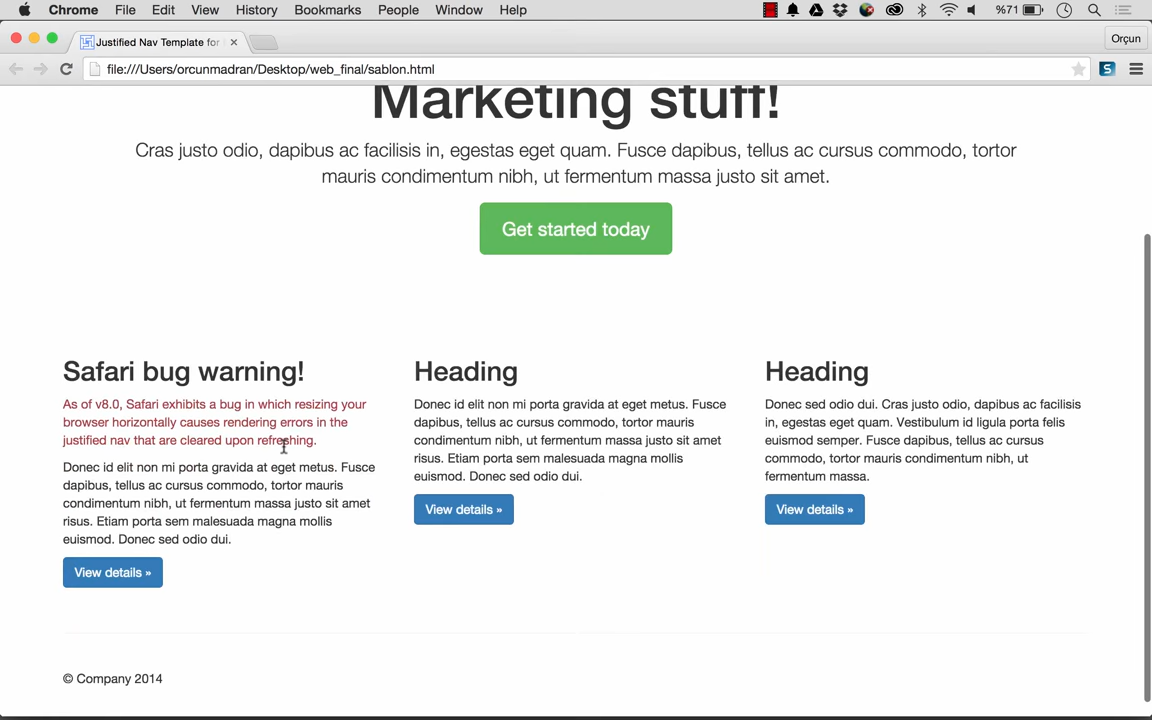 Chrome File Edit View History Bookmarks People Window Help %71
Justified Nav Template for
Orçun
file:///Users/orcunmadran/Desktop/web_final/sablon.html
Marketing stuff!
Cras justo odio, dapibus ac facilisis in, egestas eget quam. Fusce dapibus, tellus ac cursus commodo, tortor
mauris condimentum nibh, ut fermentum massa justo sit amet.
Get started today
Safari bug warning!
As of v8.0, Safari exhibits a bug in which resizing your
browser horizontally causes rendering errors in the
justified nav that are cleared upon refreshing.
Donec id elit non mi porta gravida at eget metus. Fusce
dapibus, tellus ac cursus commodo, tortor mauris
condimentum nibh, ut fermentum massa justo sit amet
risus. Etiam porta sem malesuada magna mollis
euismod. Donec sed odio dui.
View details »
Heading
Donec id elit non mi porta gravida at eget metus. Fusce
dapibus, tellus ac cursus commodo, tortor mauris
condimentum nibh, ut fermentum massa justo sit amet
risus. Etiam porta sem malesuada magna mollis
euismod. Donec sed odio dui.
View details »
Heading
Donec sed odio dui. Cras justo odio, dapibus ac facilisis
in, egestas eget quam. Vestibulum id ligula porta felis
euismod semper. Fusce dapibus, tellus ac cursus
commodo, tortor mauris condimentum nibh, ut
fermentum massa.
View details »
© Company 2014